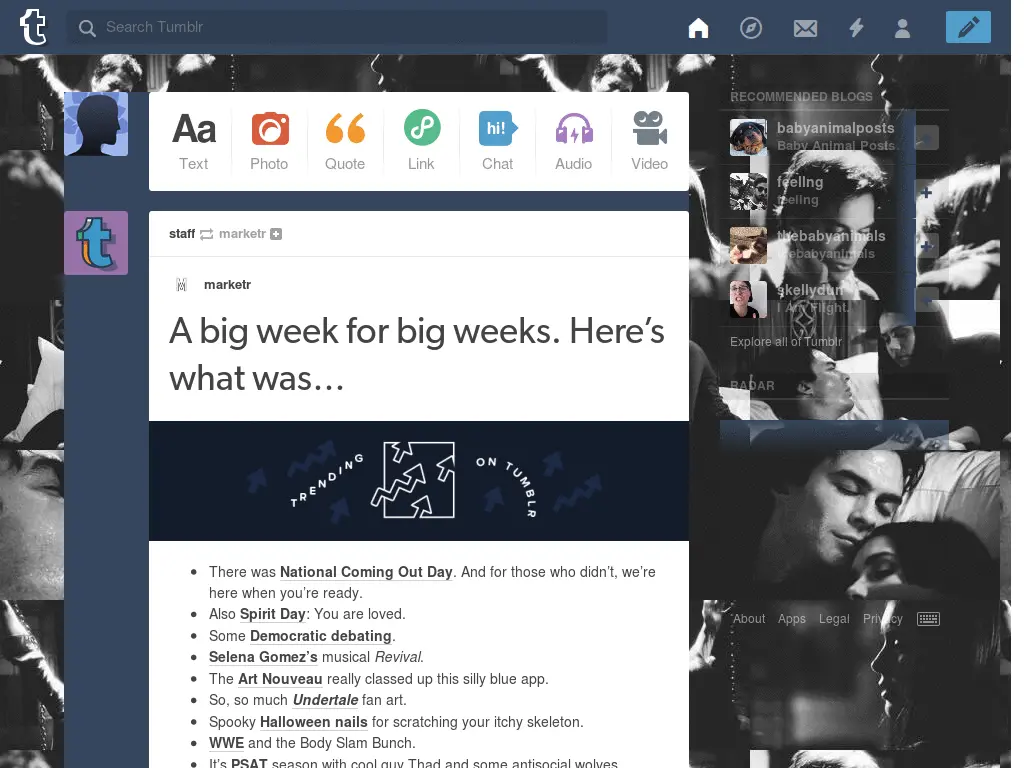 Search Tumblr
Aa
Text
Photo
Quote
Link
hi!
Chat
Audio
Video
staff marketr
marketr
A big week for big weeks. Here’s
what was…
TRENDING ON TUMBLR
There was National Coming Out Day. And for those who didn’t, we’re
here when you’re ready.
Also Spirit Day: You are loved.
Some Democratic debating.
Selena Gomez’s musical Revival.
The Art Nouveau really classed up this silly blue app.
So, so much Undertale fan art.
Spooky Halloween nails for scratching your itchy skeleton.
WWE and the Body Slam Bunch.
It’s PSAT season with cool guy Thad and some antisocial wolves.
RECOMMENDED BLOGS
babyanimalposts
Baby Animal Posts
feeling
thebabyanimals
thebabyanimals
skellydun
I Am Flight.
Explore all of Tumblr
RADAR
About Apps Legal Privacy